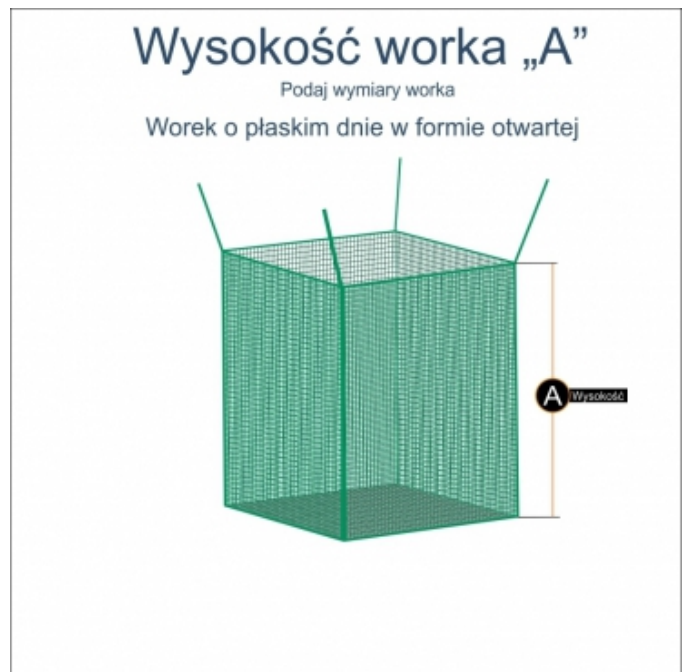 Wysokość worka „A”
Podaj wymiary worka
Worek o płaskim dnie w formie otwartej
A Wysokość